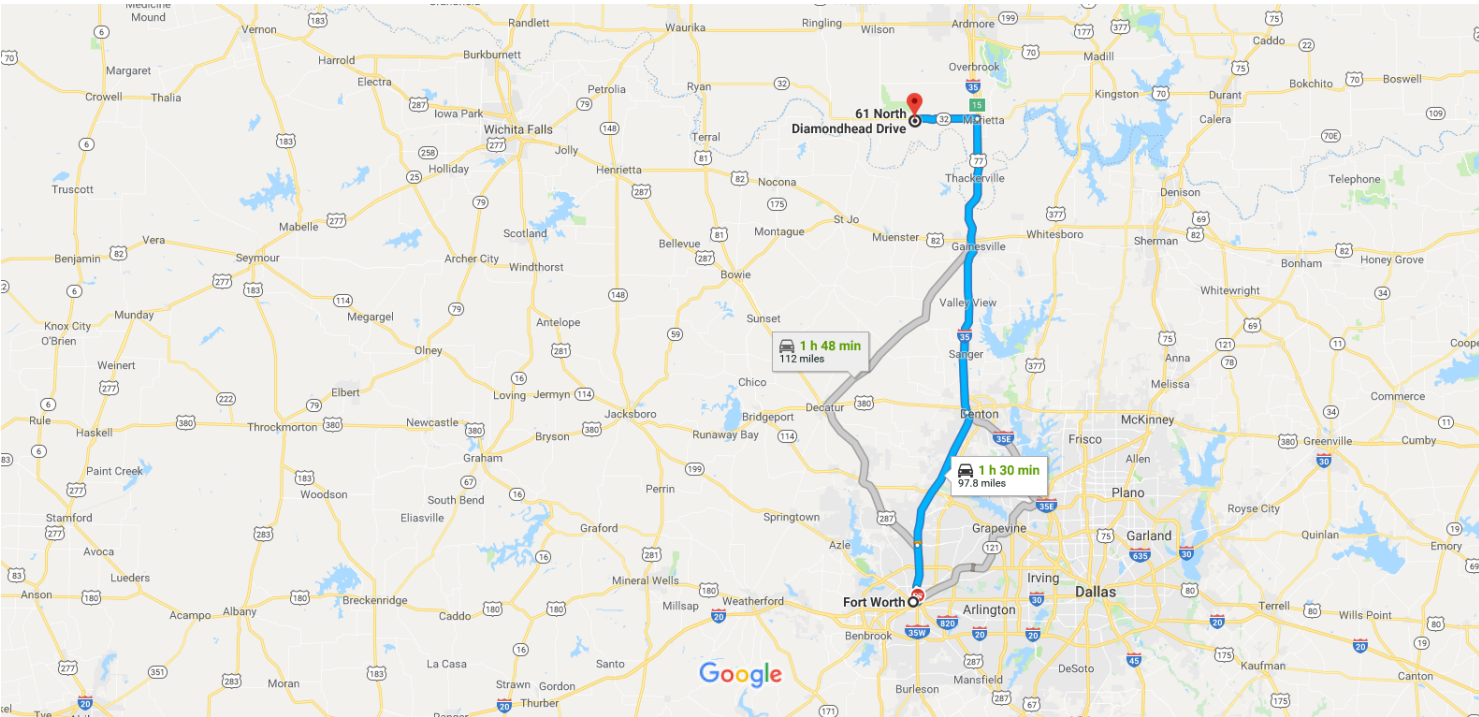 Medicine
Mound
Vernon
Randlett
Waurika
Ringling
Wilson
Ardmore
Caddo
Margaret
Harrold
Burkburnett
Electra
Petrolia
Overbrook
Madill
Bokchito
Boswell
Crowell
Thalia
Iowa Park
Ryan
Kingston
Durant
61 North
Diamondhead Drive
Marietta
Calera
Wichita Falls
Terral
Jolly
Holliday
Henrietta
Nocona
Thackerville
Telephone
Truscott
Denison
Mabelle
Scotland
St Jo
Montague
Muenster
Whitesboro
Sherman
Vera
Bellevue
Gainesville
Benjamin
Seymour
Archer City
Windthorst
Bowie
Bonham
Honey Grove
Whitewright
Valley View
Munday
Megargel
Antelope
Sunset
Knox City
O'Brien
1 h 48 min
112 miles
Olney
Sanger
Anna
Weinert
Chico
Melissa
Elbert
Loving
Jermyn
Commerce
Decatur
Denton
Jacksboro
Bridgeport
McKinney
Rule
Haskell
Throckmorton
Newcastle
Bryson
Runaway Bay
Frisco
Greenville
Cumby
Graham
Allen
Paint Creek
1 h 30 min
97.8 miles
Woodson
South Bend
Perrin
Plano
Royse City
Stamford
Eliasville
Graford
Springtown
Grapevine
Garland
Quinlan
Emory
Avoca
Azle
Lueders
Anson
Mineral Wells
Irving
Dallas
Breckenridge
Millsap
Weatherford
Fort Worth
Arlington
Terrell
Wills Point
Acampo
Albany
Caddo
Benbrook
La Casa
Santo
Google
DeSoto
Kaufman
Canton
Moran
Strawn
Gordon
Thurber
Mansfield
Burleson